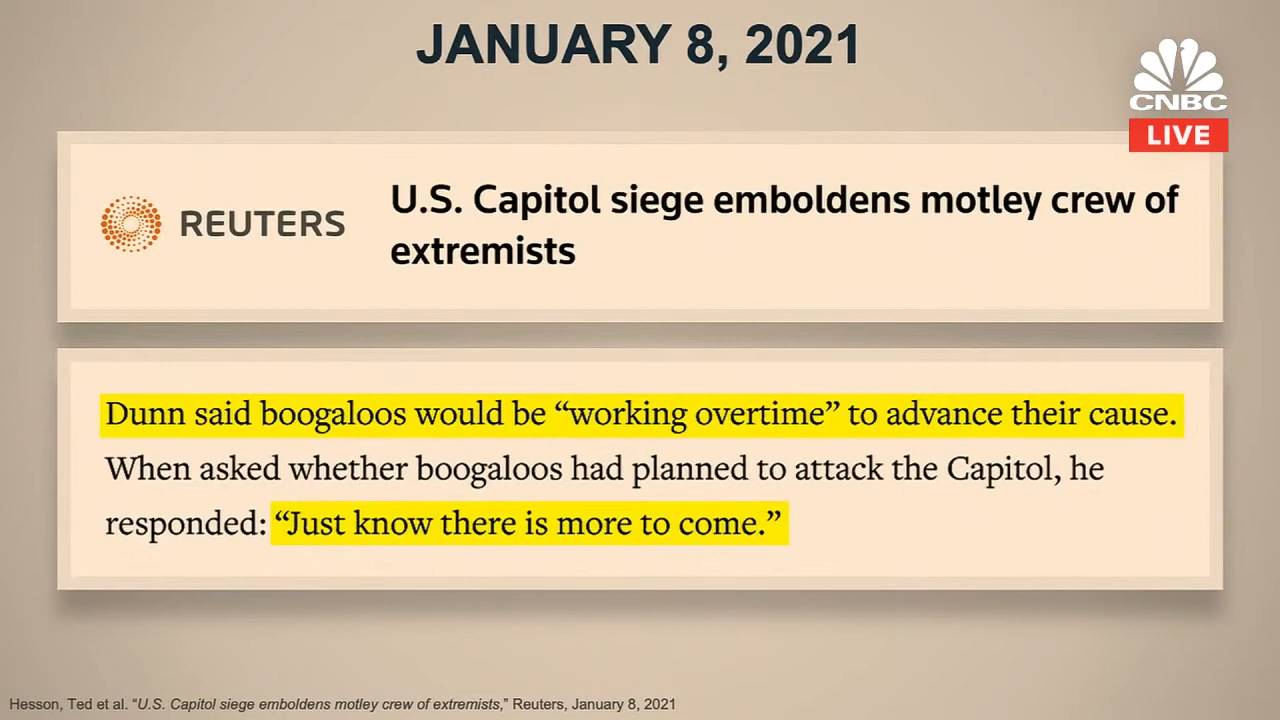 JANUARY 8, 2021
CNBC
LIVE
REUTERS
U.S. Capitol siege emboldens motley crew of
extremists
Dunn said boogaloos would be “working overtime” to advance their cause.
When asked whether boogaloos had planned to attack the Capitol, he
responded: “Just know there is more to come.”
Hesson, Ted et al. “U.S. Capitol siege emboldens motley crew of extremists,” Reuters, January 8, 2021